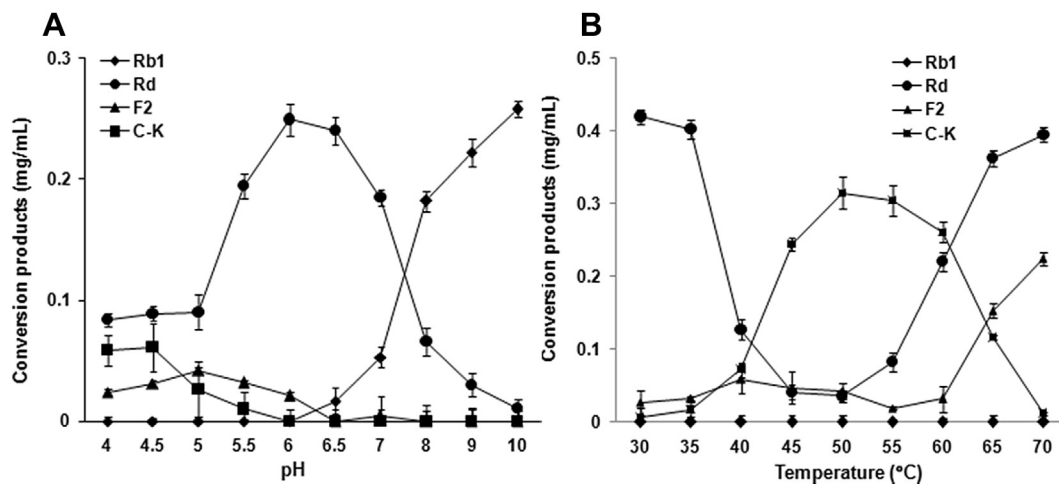 A
Conversion products (mg/mL)
0.3
0.2
0.1
0
Rb1
Rd
F2
C-K
4 4.5 5 5.5 6 6.5 7 8 9 10
pH
B
Conversion products (mg/mL)
0.5
0.4
0.3
0.2
0.1
0
Rb1
Rd
F2
C-K
30 35 40 45 50 55 60 65 70
Temperature (°C)